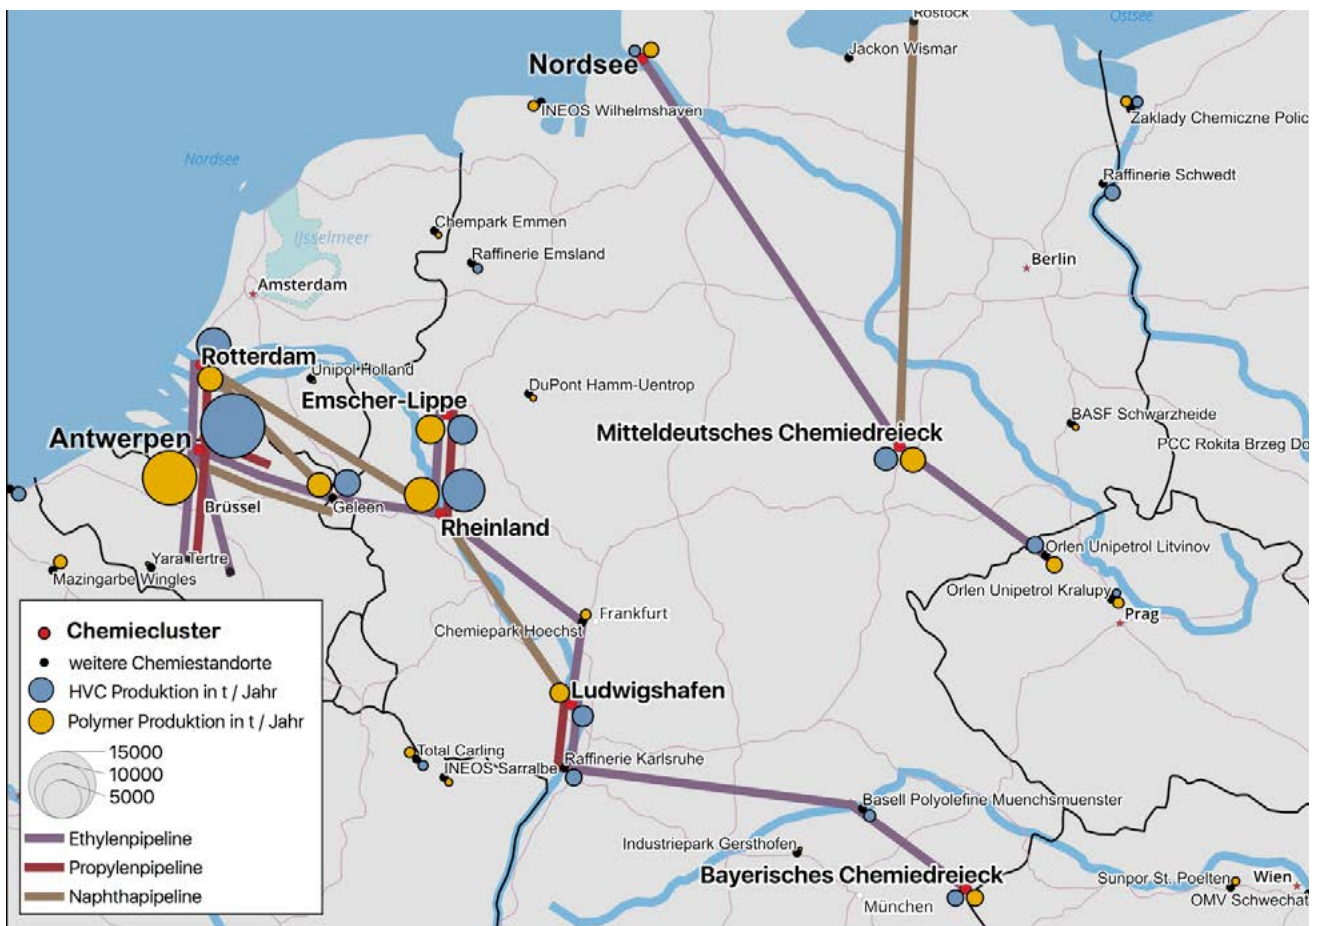 Rostock
Ostsee
Jackon Wismar
Nordsee
INEOS Wilhelmshaven
Zaklady Chemiczne Polic
Nordsee
Raffinerie Schwedt
Chempark Emmen
IJsselmeer
Raffinerie Emsland
Berlin
Amsterdam
Rotterdam
Unipol Holland
DuPont Hamm-Uentrop
Emscher-Lippe
BASF Schwarzheide
Antwerpen
Mitteldeutsches Chemiedreieck
PCC Rokita Brzeg Do
Brüssel
Geleen
Rheinland
Orlen Unipetrol Litvinov
Yara Tertre
Mazingarbe Wingles
Orlen Unipetrol Kralupy
Prag
Frankfurt
Chemiepark Hoechst
Ludwigshafen
Total Carling
INEOS Sarralbe
Raffinerie Karlsruhe
Basell Polyolefine Muenchsmuenster
Industriepark Gersthofen
Bayerisches Chemiedreieck
München
Sunpor St. Poelten
Wien
OMV Schwechat
Chemiecluster
weitere Chemiestandorte
HVC Produktion in t / Jahr
Polymer Produktion in t / Jahr
15000
10000
5000
Ethylenpipeline
Propylenpipeline
Naphthapipeline